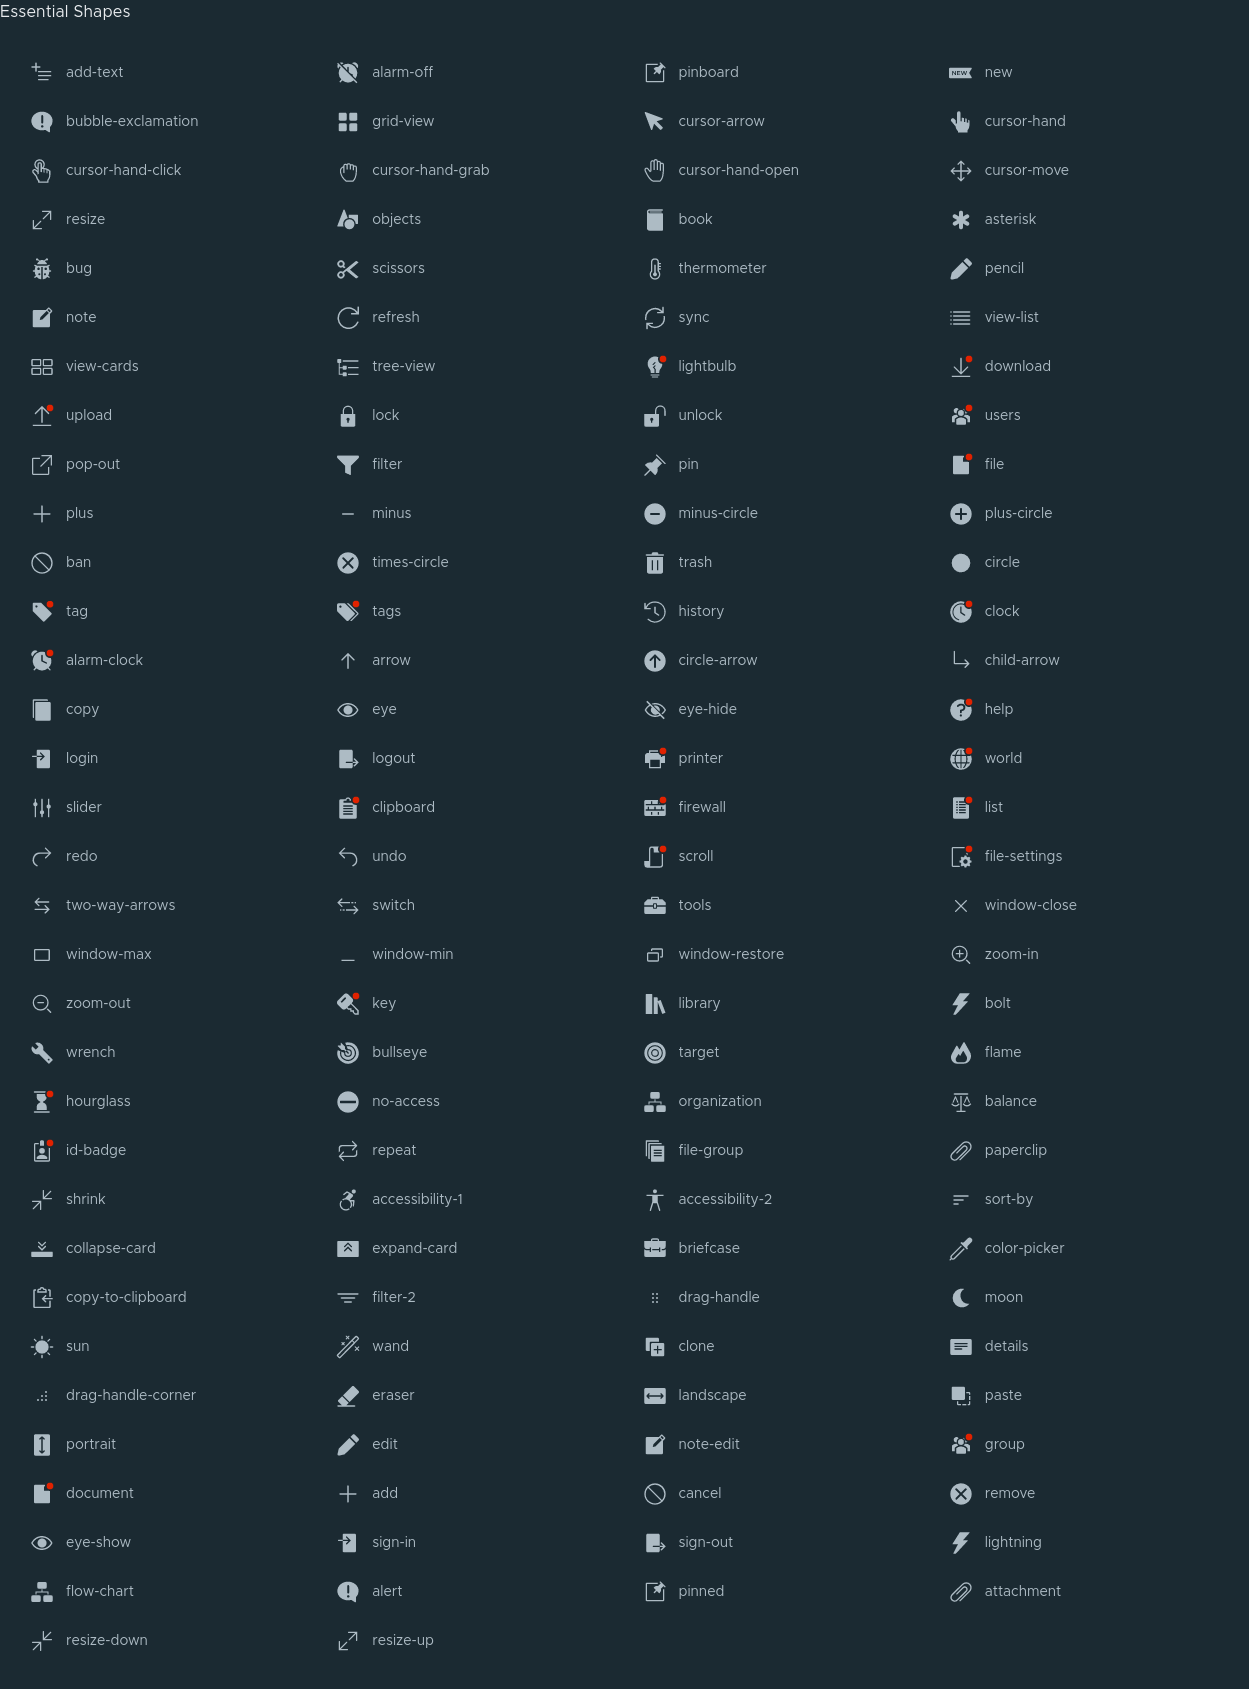 Essential Shapes
add-text
alarm-off
pinboard
NEW
new
bubble-exclamation
grid-view
cursor-arrow
cursor-hand
cursor-hand-click
cursor-hand-grab
cursor-hand-open
cursor-move
resize
objects
book
asterisk
bug
scissors
thermometer
pencil
note
refresh
sync
view-list
view-cards
tree-view
lightbulb
download
upload
lock
unlock
users
pop-out
filter
pin
file
plus
minus
minus-circle
plus-circle
ban
times-circle
trash
circle
tag
tags
history
clock
alarm-clock
arrow
circle-arrow
child-arrow
copy
eye
eye-hide
help
login
logout
printer
world
slider
clipboard
firewall
list
redo
undo
scroll
file-settings
two-way-arrows
switch
tools
window-close
window-max
window-min
window-restore
zoom-in
zoom-out
key
library
bolt
wrench
bullseye
target
flame
hourglass
no-access
organization
balance
id-badge
repeat
file-group
paperclip
shrink
accessibility-1
accessibility-2
sort-by
collapse-card
expand-card
briefcase
color-picker
copy-to-clipboard
filter-2
drag-handle
moon
sun
wand
clone
details
drag-handle-corner
eraser
landscape
paste
portrait
edit
note-edit
group
document
add
cancel
remove
eye-show
sign-in
sign-out
lightning
flow-chart
alert
pinned
attachment
resize-down
resize-up